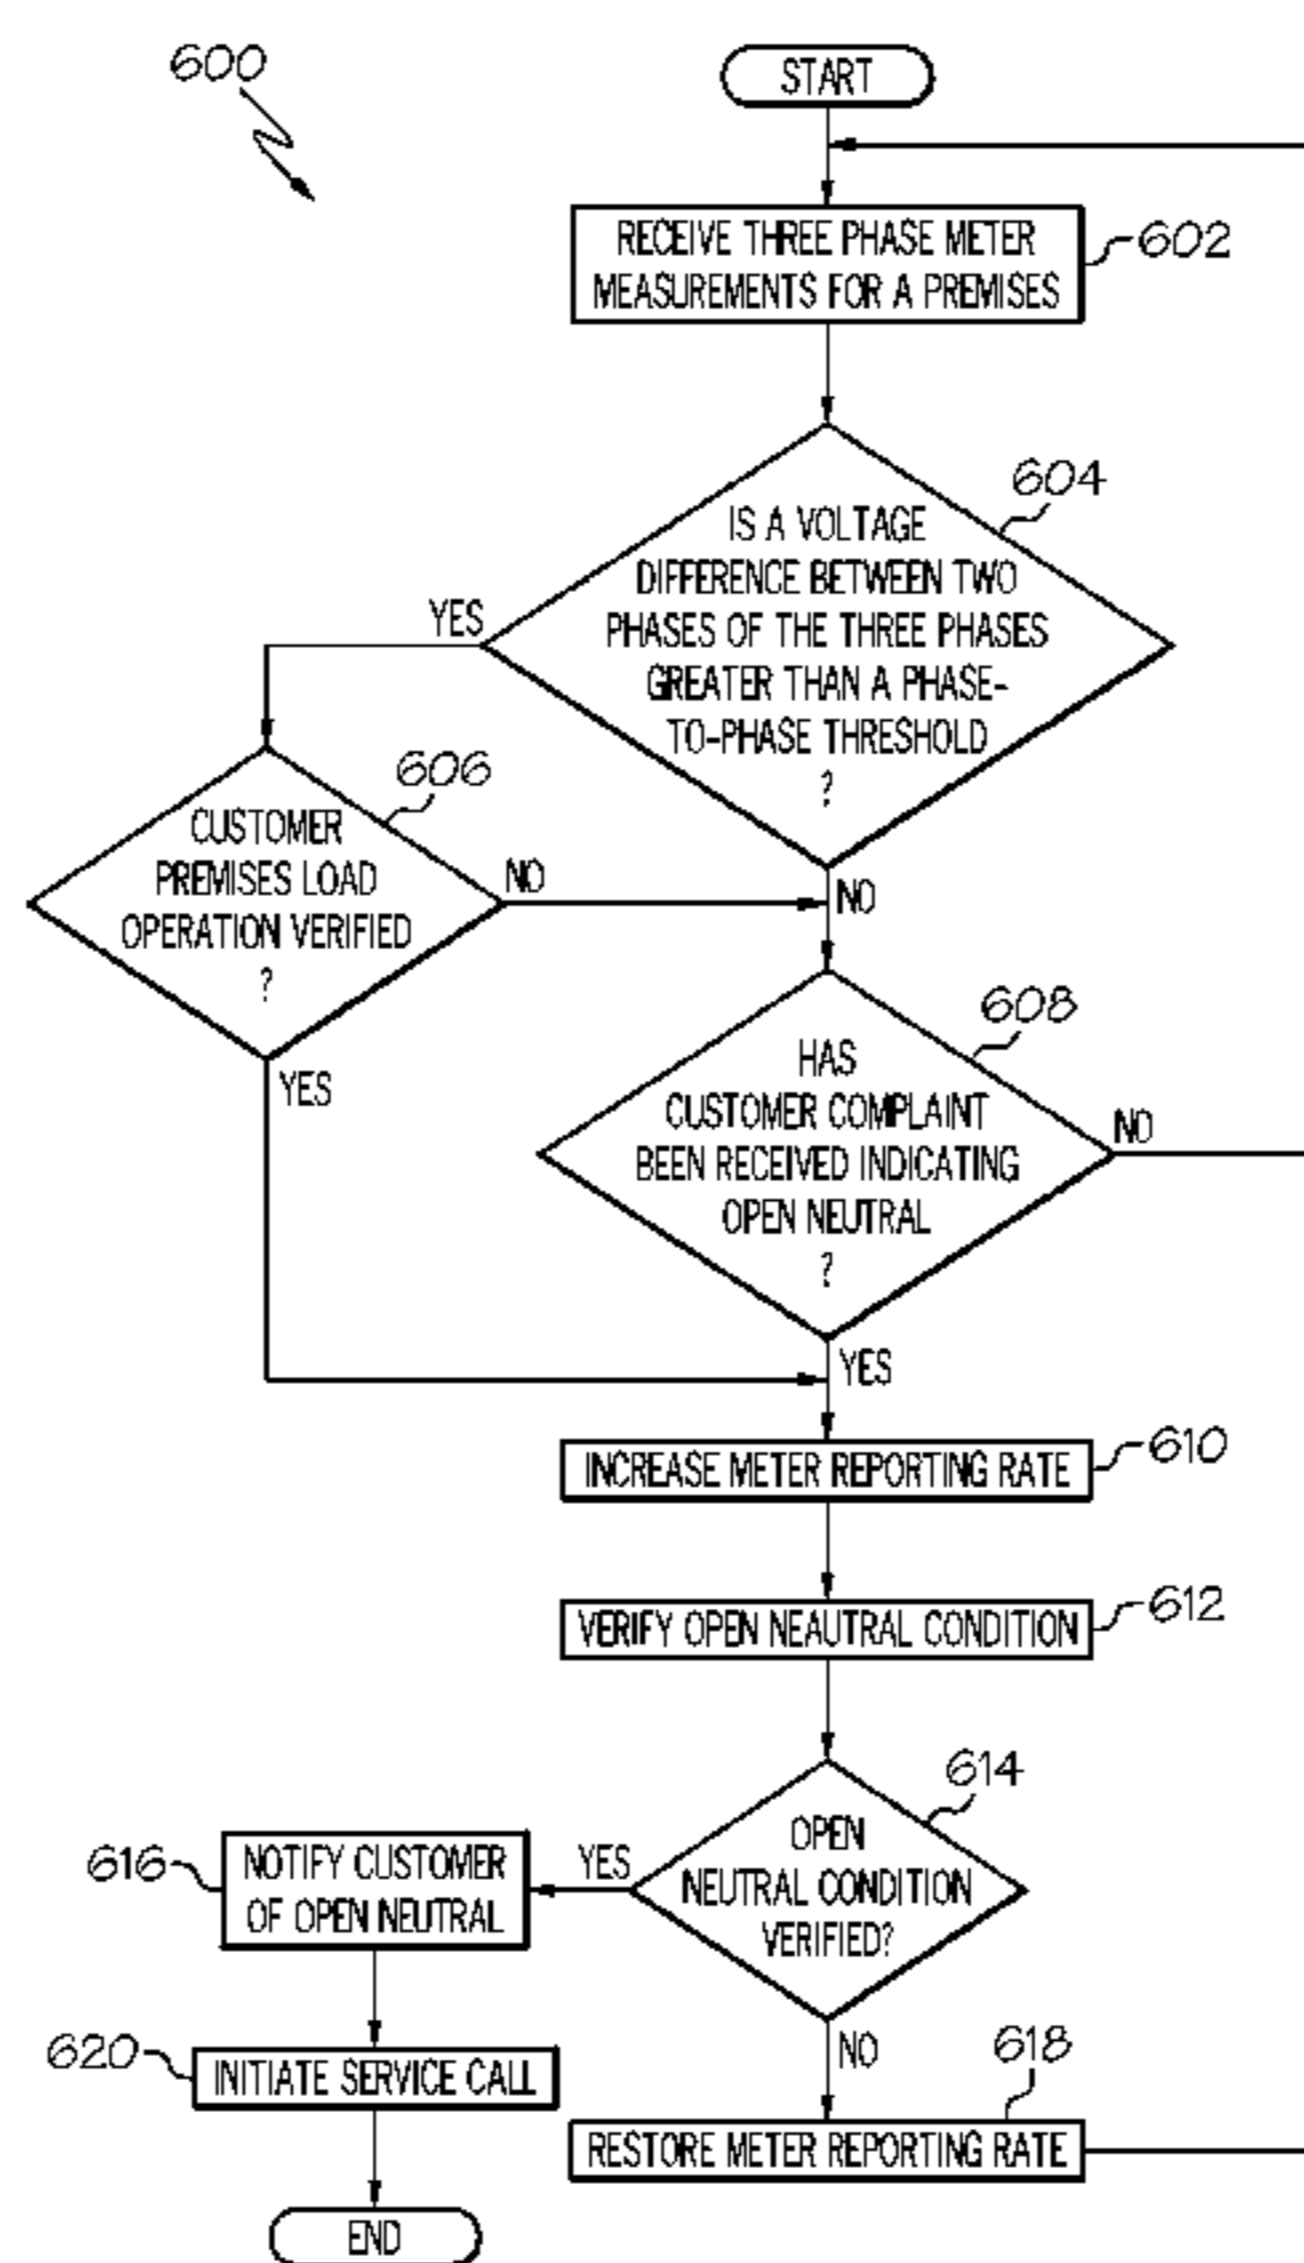 600
START
RECEIVE THREE PHASE METER
MEASUREMENTS FOR A PREMISES
602
604
IS A VOLTAGE
DIFFERENCE BETWEEN TWO
PHASES OF THE THREE PHASES
GREATER THAN A PHASE-
TO-PHASE THRESHOLD
?
YES
NO
606
CUSTOMER
PREMISES LOAD
OPERATION VERIFIED
?
NO
YES
608
HAS
CUSTOMER COMPLAINT
BEEN RECEIVED INDICATING
OPEN NEUTRAL
?
NO
YES
INCREASE METER REPORTING RATE
610
VERIFY OPEN NEAUTRAL CONDITION
612
614
OPEN
NEUTRAL CONDITION
VERIFIED?
YES
NO
616
NOTIFY CUSTOMER
OF OPEN NEUTRAL
618
RESTORE METER REPORTING RATE
620
INITIATE SERVICE CALL
END